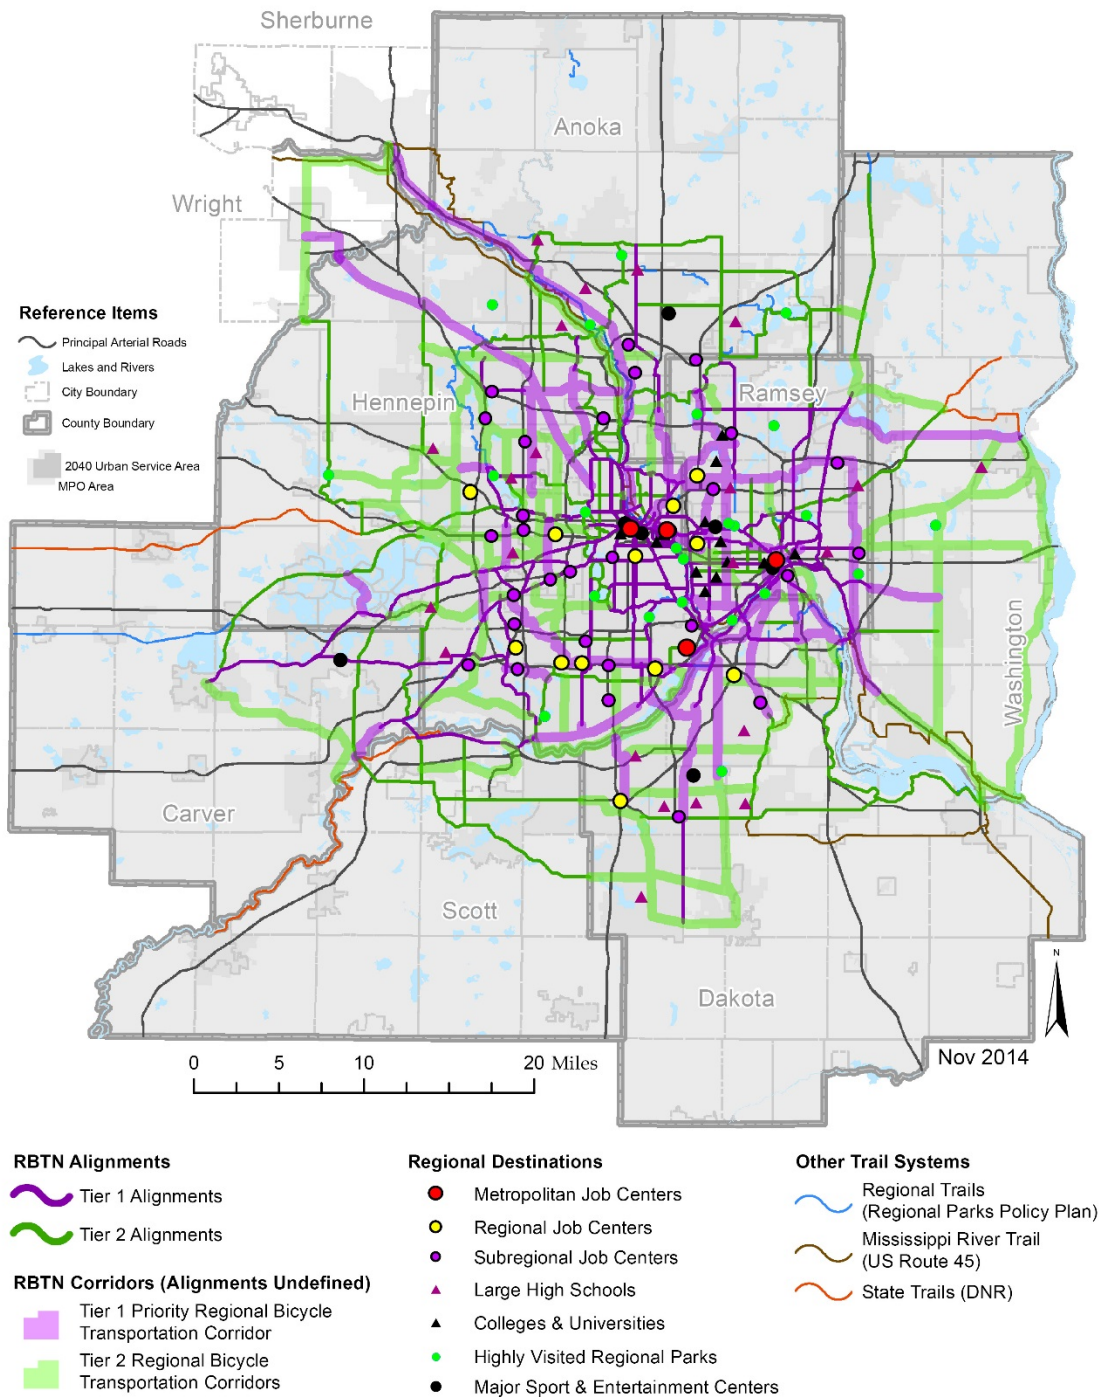 Sherburne
Anoka
Wright
Reference Items
Principal Arterial Roads
Lakes and Rivers
City Boundary
County Boundary
2040 Urban Service Area
MPO Area
Hennepin
Ramsey
Washington
Carver
Scott
Dakota
N
Nov 2014
0 5 10 20 Miles
RBTN Alignments
Tier 1 Alignments
Tier 2 Alignments
RBTN Corridors (Alignments Undefined)
Tier 1 Priority Regional Bicycle
Transportation Corridor
Tier 2 Regional Bicycle
Transportation Corridors
Regional Destinations
Metropolitan Job Centers
Regional Job Centers
Subregional Job Centers
Large High Schools
Colleges & Universities
Highly Visited Regional Parks
Major Sport & Entertainment Centers
Other Trail Systems
Regional Trails
(Regional Parks Policy Plan)
Mississippi River Trail
(US Route 45)
State Trails (DNR)